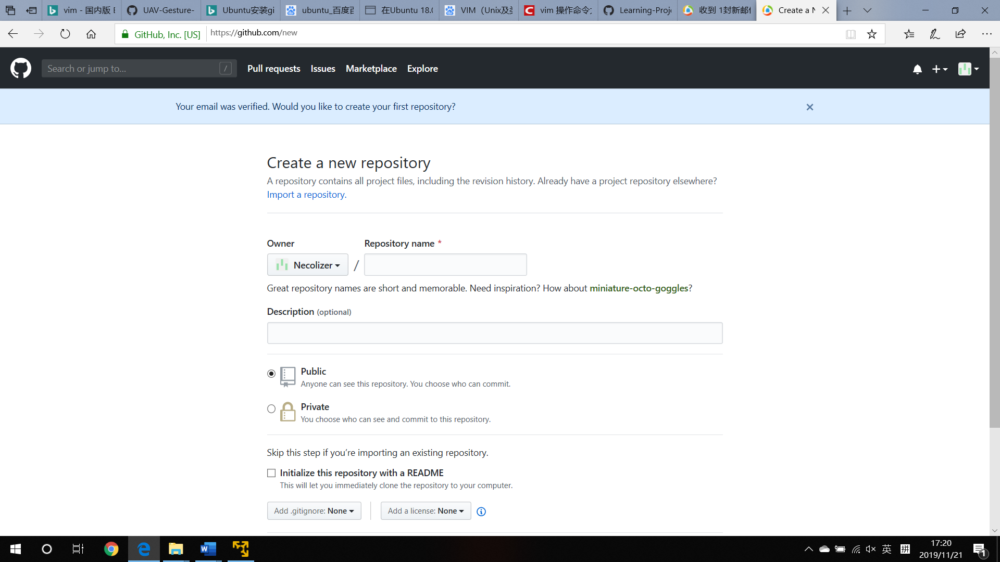 vim - 国内版
UAV-Gesture-
Ubuntu安装gi
ubuntu_百度百
在Ubuntu 18.0
VIM（Unix及类
vim 操作命令大
Learning-Proje
收到 1封新邮件
Create a N
GitHub, Inc. [US]
https://github.com/new
Search or jump to...
/
Pull requests
Issues
Marketplace
Explore
Your email was verified. Would you like to create your first repository?
Create a new repository
A repository contains all project files, including the revision history. Already have a project repository elsewhere?
Import a repository.
Owner
Repository name *
Necolizer
/
Great repository names are short and memorable. Need inspiration? How about miniature-octo-goggles?
Description (optional)
Public
Anyone can see this repository. You choose who can commit.
Private
You choose who can see and commit to this repository.
Skip this step if you’re importing an existing repository.
Initialize this repository with a README
This will let you immediately clone the repository to your computer.
Add .gitignore: None
Add a license: None
英
拼
17:20
2019/11/21
1